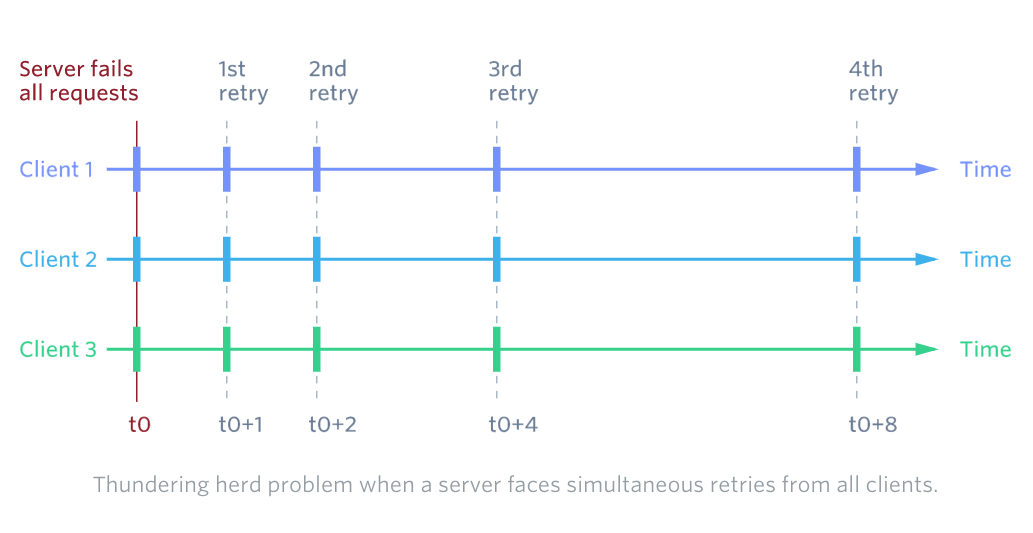 Server fails
all requests
1st
retry
2nd
retry
3rd
retry
4th
retry
Client 1
Time
Client 2
Time
Client 3
Time
t0
t0+1
t0+2
t0+4
t0+8
Thundering herd problem when a server faces simultaneous retries from all clients.